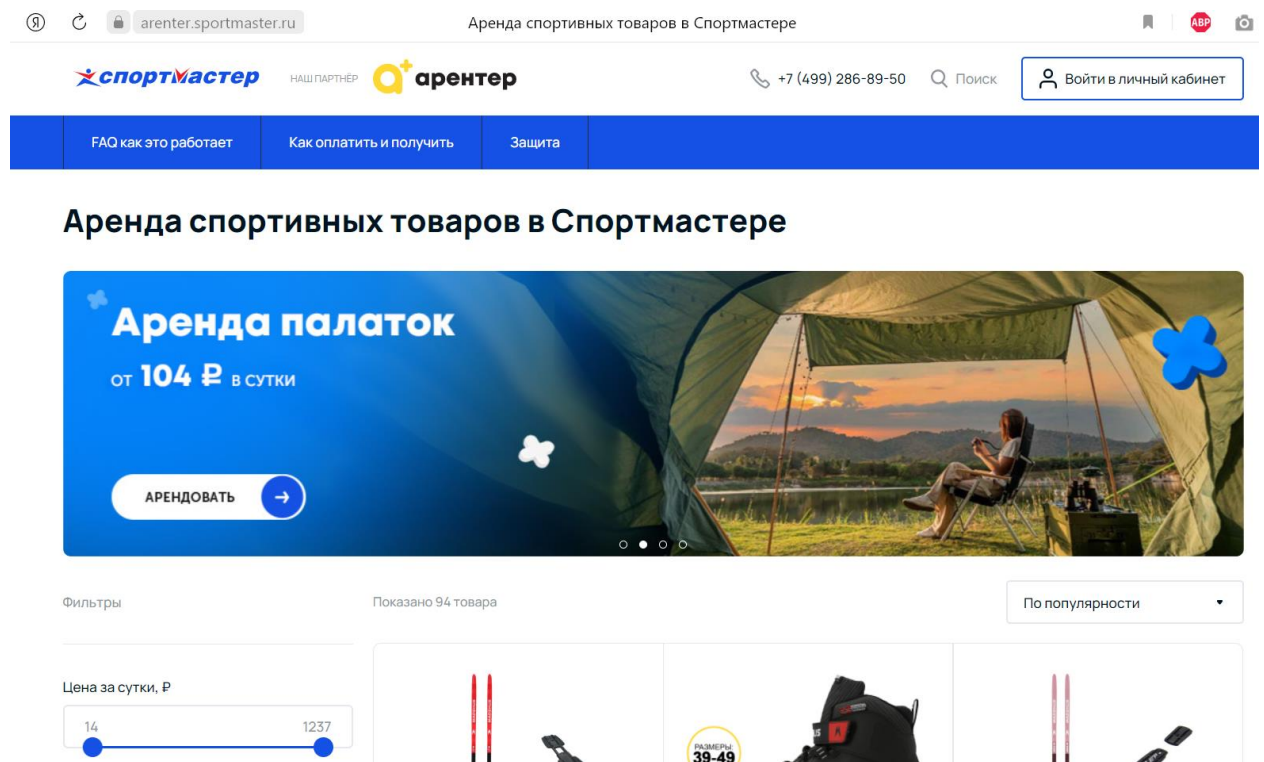 Я
arenter.sportmaster.ru
Аренда спортивных товаров в Спортмастере
ABP
спортмастер
НАШ ПАРТНЁР
арентер
+7 (499) 286-89-50
Поиск
Войти в личный кабинет
FAQ как это работает
Как оплатить и получить
Защита
Аренда спортивных товаров в Спортмастере
Аренда палаток
от 104 ₽ в сутки
АРЕНДОВАТЬ
Фильтры
Показано 94 товара
По популярности
Цена за сутки, ₽
14
1237
РАЗМЕРЫ:
39-49